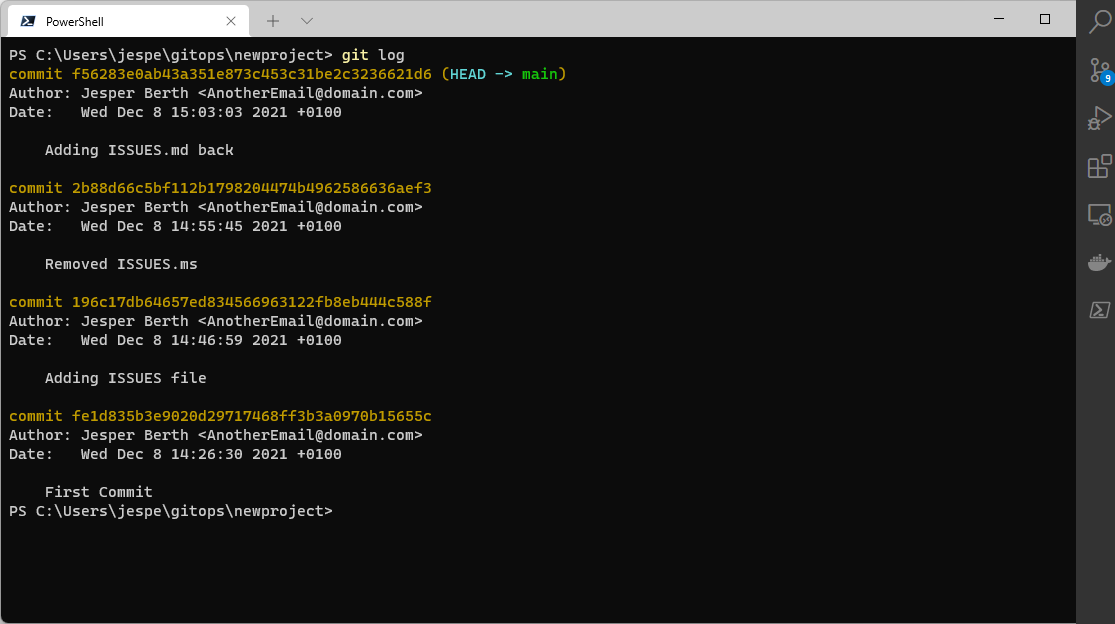 PowerShell
PS C:\Users\jespe\gitops\newproject> git log
commit f56283e0ab43a351e873c453c31be2c3236621d6 (HEAD -> main)
Author: Jesper Berth <AnotherEmail@domain.com>
Date:   Wed Dec 8 15:03:03 2021 +0100
    Adding ISSUES.md back
commit 2b88d66c5bf112b1798204474b4962586636aef3
Author: Jesper Berth <AnotherEmail@domain.com>
Date:   Wed Dec 8 14:55:45 2021 +0100
    Removed ISSUES.ms
commit 196c17db64657ed834566963122fb8eb444c588f
Author: Jesper Berth <AnotherEmail@domain.com>
Date:   Wed Dec 8 14:46:59 2021 +0100
    Adding ISSUES file
commit fe1d835b3e9020d29717468ff3b3a0970b15655c
Author: Jesper Berth <AnotherEmail@domain.com>
Date:   Wed Dec 8 14:26:30 2021 +0100
    First Commit
PS C:\Users\jespe\gitops\newproject>
9